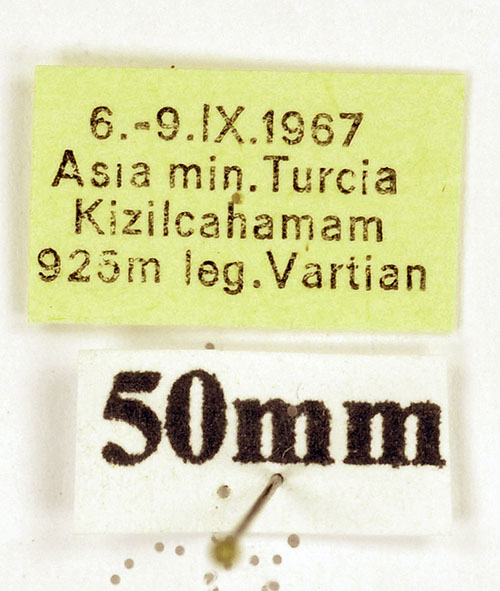 6.-9.IX.1967
Asia min.Turcia
Kizilcahamam
925m leg.Vartian
50mm